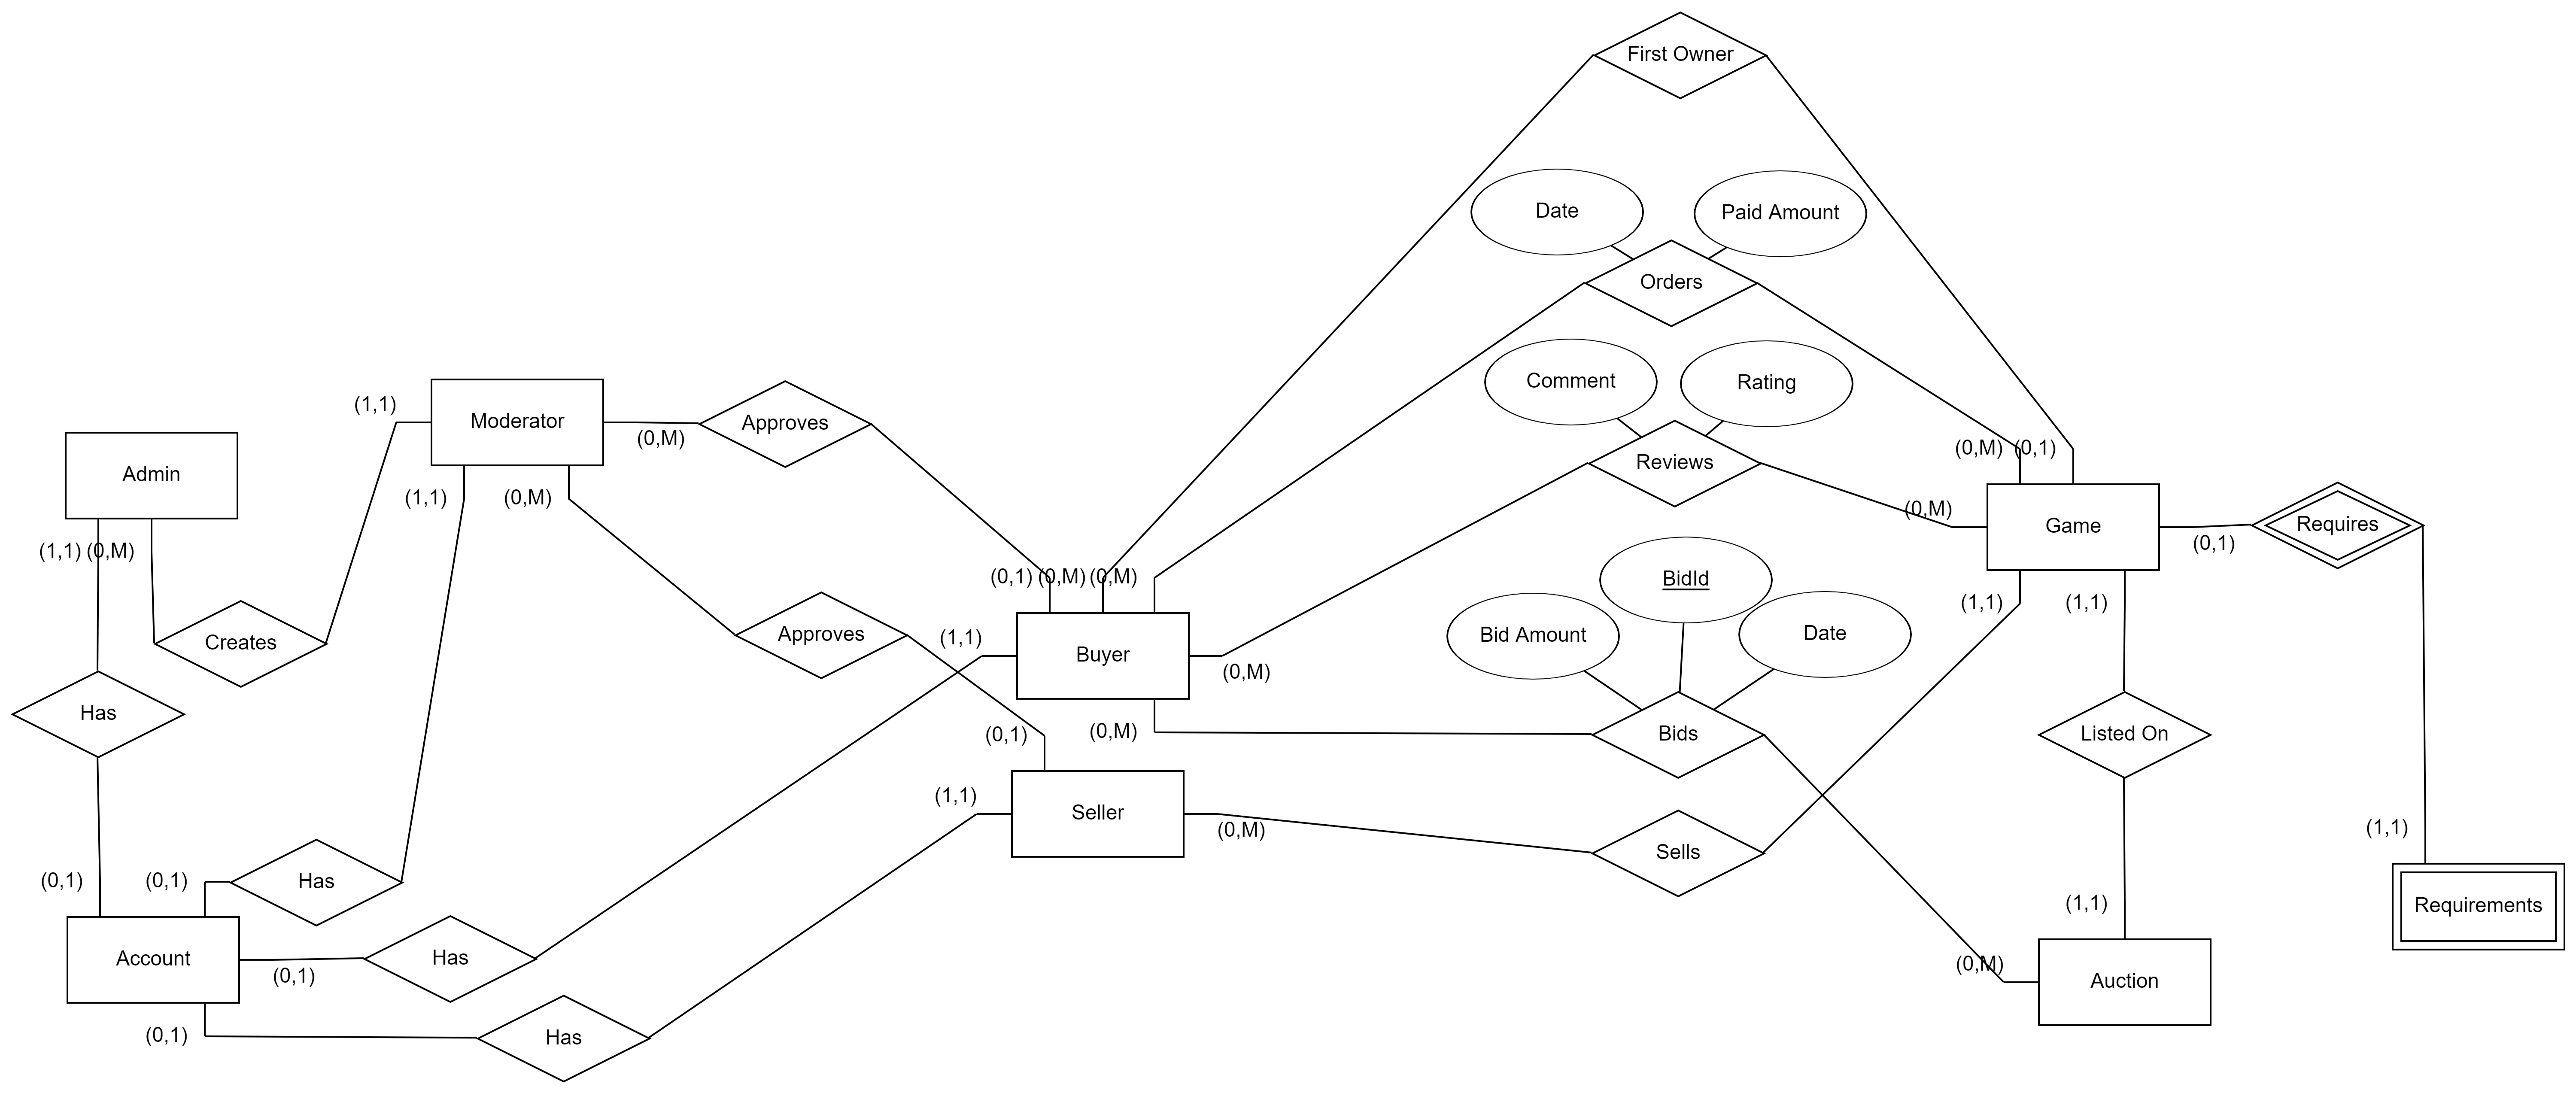 First Owner
Date
Paid Amount
Orders
Comment
Rating
Reviews
(1,1)
Moderator
(0,M)
Approves
Admin
(1,1)
(0,M)
(1,1)
(0,M)
Creates
Has
Approves
(0,1)
(0,M)
(0,M)
(1,1)
Buyer
(0,M)
(0,M)
(0,1)
Seller
(1,1)
(0,M)
BidId
Bid Amount
Date
Bids
Sells
(0,M)
(0,1)
(0,M)
Game
(0,1)
Requires
(1,1)
(1,1)
Listed On
(1,1)
(1,1)
Requirements
(0,M)
Auction
(0,1)
(0,1)
Has
Account
(0,1)
Has
(0,1)
Has